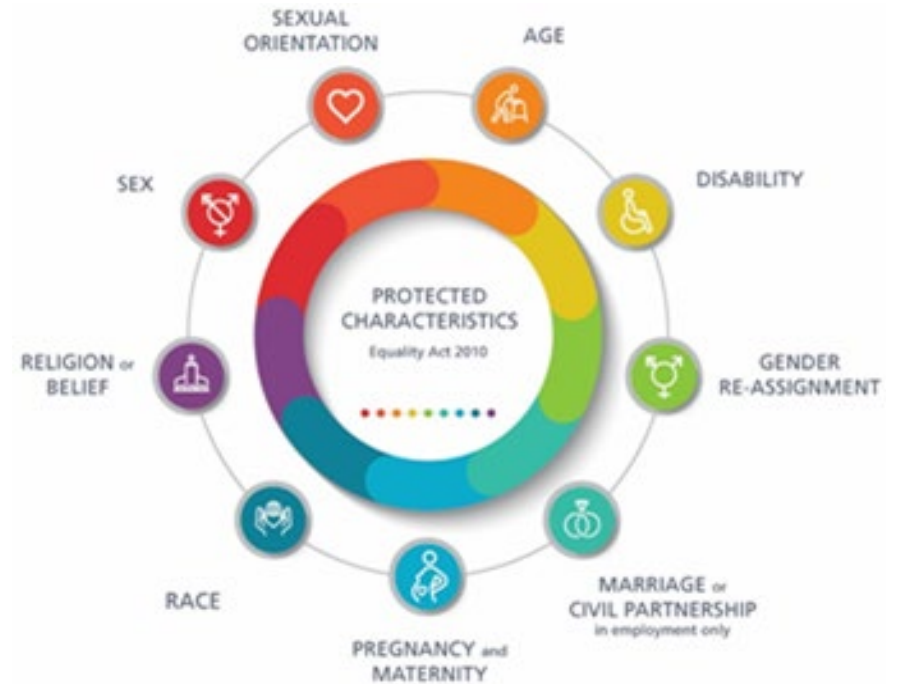 SEXUAL
ORIENTATION
AGE
DISABILITY
GENDER
RE-ASSIGNMENT
MARRIAGE or
CIVIL PARTNERSHIP
in employment only
PREGNANCY and
MATERNITY
RACE
RELIGION or
BELIEF
SEX
PROTECTED
CHARACTERISTICS
Equality Act 2010